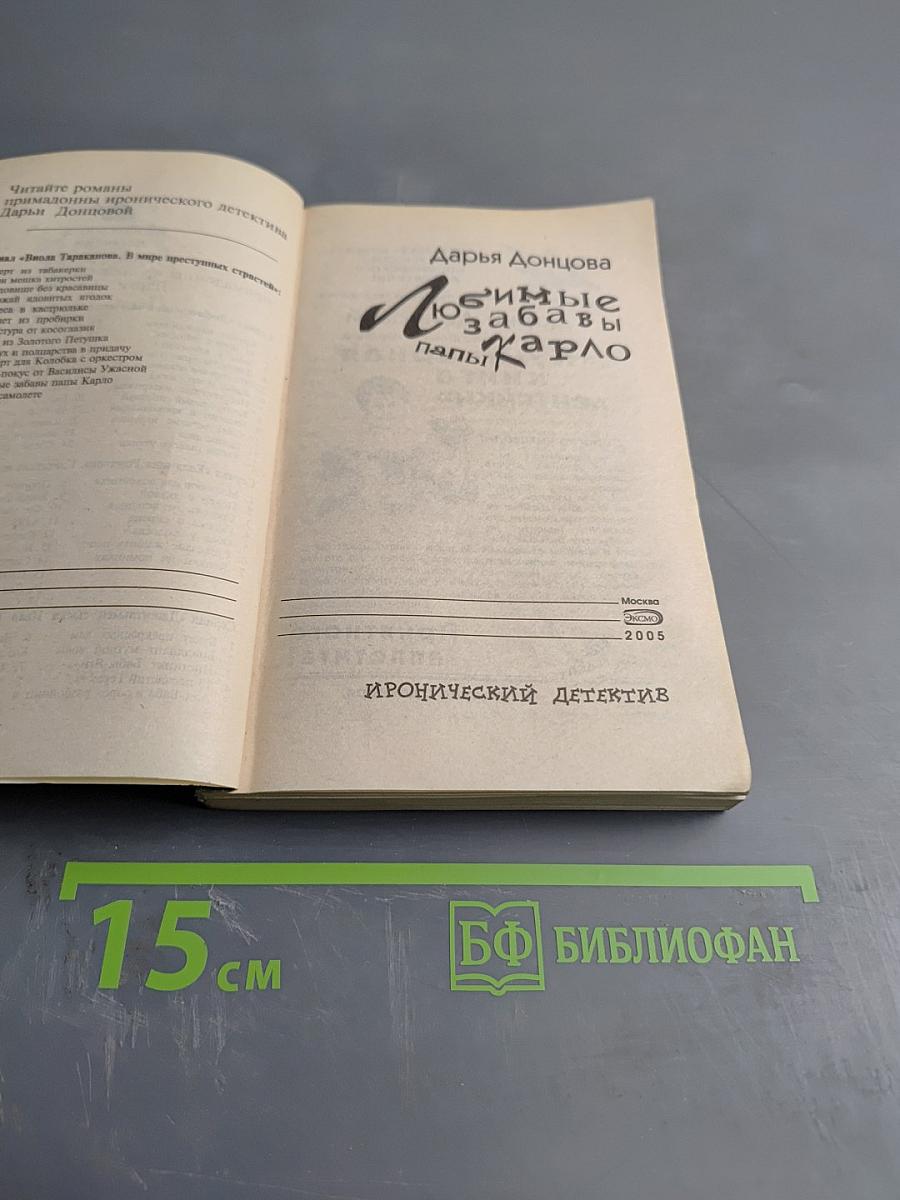 Читайте романы
примадонны иронического детектива
Дарьи Донцовой
«Виола Тараканова. В мире преступных страстей»:
из табакерки
мешка хитростей
без красавицы
ядовитых ягодок
в кастрюльке
из пробирки
от косоглазия
из Золотого Петушка
и полцарства в придачу
для Колобка с оркестром
от Василисы Ужасной
забавы папы Карло
самолете
Дарья Донцова
Любимые
забавы
папы Карло
Москва
ЭКСМО
2005
ИРОНИЧЕСКИЙ ДЕТЕКТИВ
15 см
БФ БИБЛИОФАН